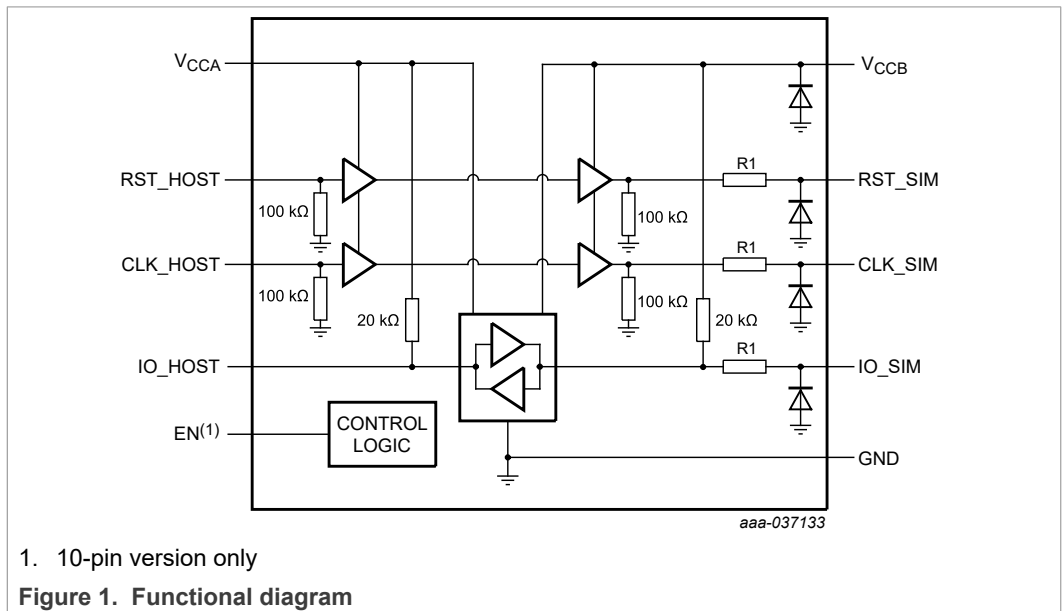 VCCA
VCCB
R1
RST_HOST
RST_SIM
100 kΩ
100 kΩ
R1
CLK_HOST
CLK_SIM
100 kΩ
100 kΩ
20 kΩ
20 kΩ
R1
IO_HOST
IO_SIM
EN(1)
CONTROL
LOGIC
GND
aaa-037133
1. 10-pin version only
Figure 1. Functional diagram